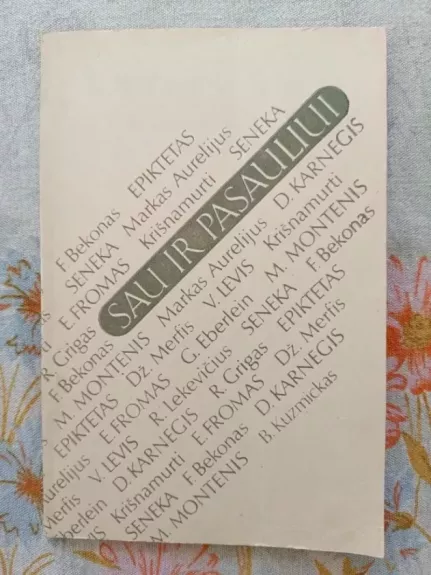 F. Bekonas EPIKTETAS
SENEKA Markas Aurelijus
E. FROMAS Krišnamurti SENEKA
SAU IR PASAULIUI
R. Grigas
F. Bekonas
M. MONTENIS Markas Aurelijus D. KARNEGIS
EPIKTETAS Dž. Merfis V. LEVIS Krišnamurti
Aurelijus E. FROMAS G. Eberlein M. MONTENIS
Merfis V. LEVIS R. Lekevičius SENEKA F. Bekonas
Eberlein D. KARNEGIS R. Grigas EPIKTETAS
VIS Krišnamurti E. FROMAS Dž. Merfis
SENEKA F. Bekonas D. KARNEGIS
M. MONTENIS B. Kuzmickas